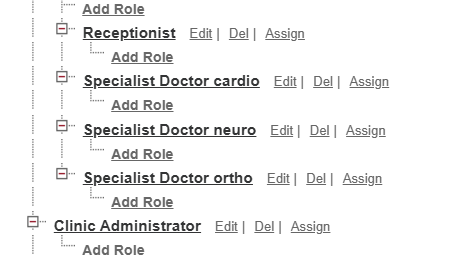 Add Role
Receptionist Edit | Del | Assign
Add Role
Specialist Doctor cardio Edit | Del | Assign
Add Role
Specialist Doctor neuro Edit | Del | Assign
Add Role
Specialist Doctor ortho Edit | Del | Assign
Add Role
Clinic Administrator Edit | Del | Assign
Add Role